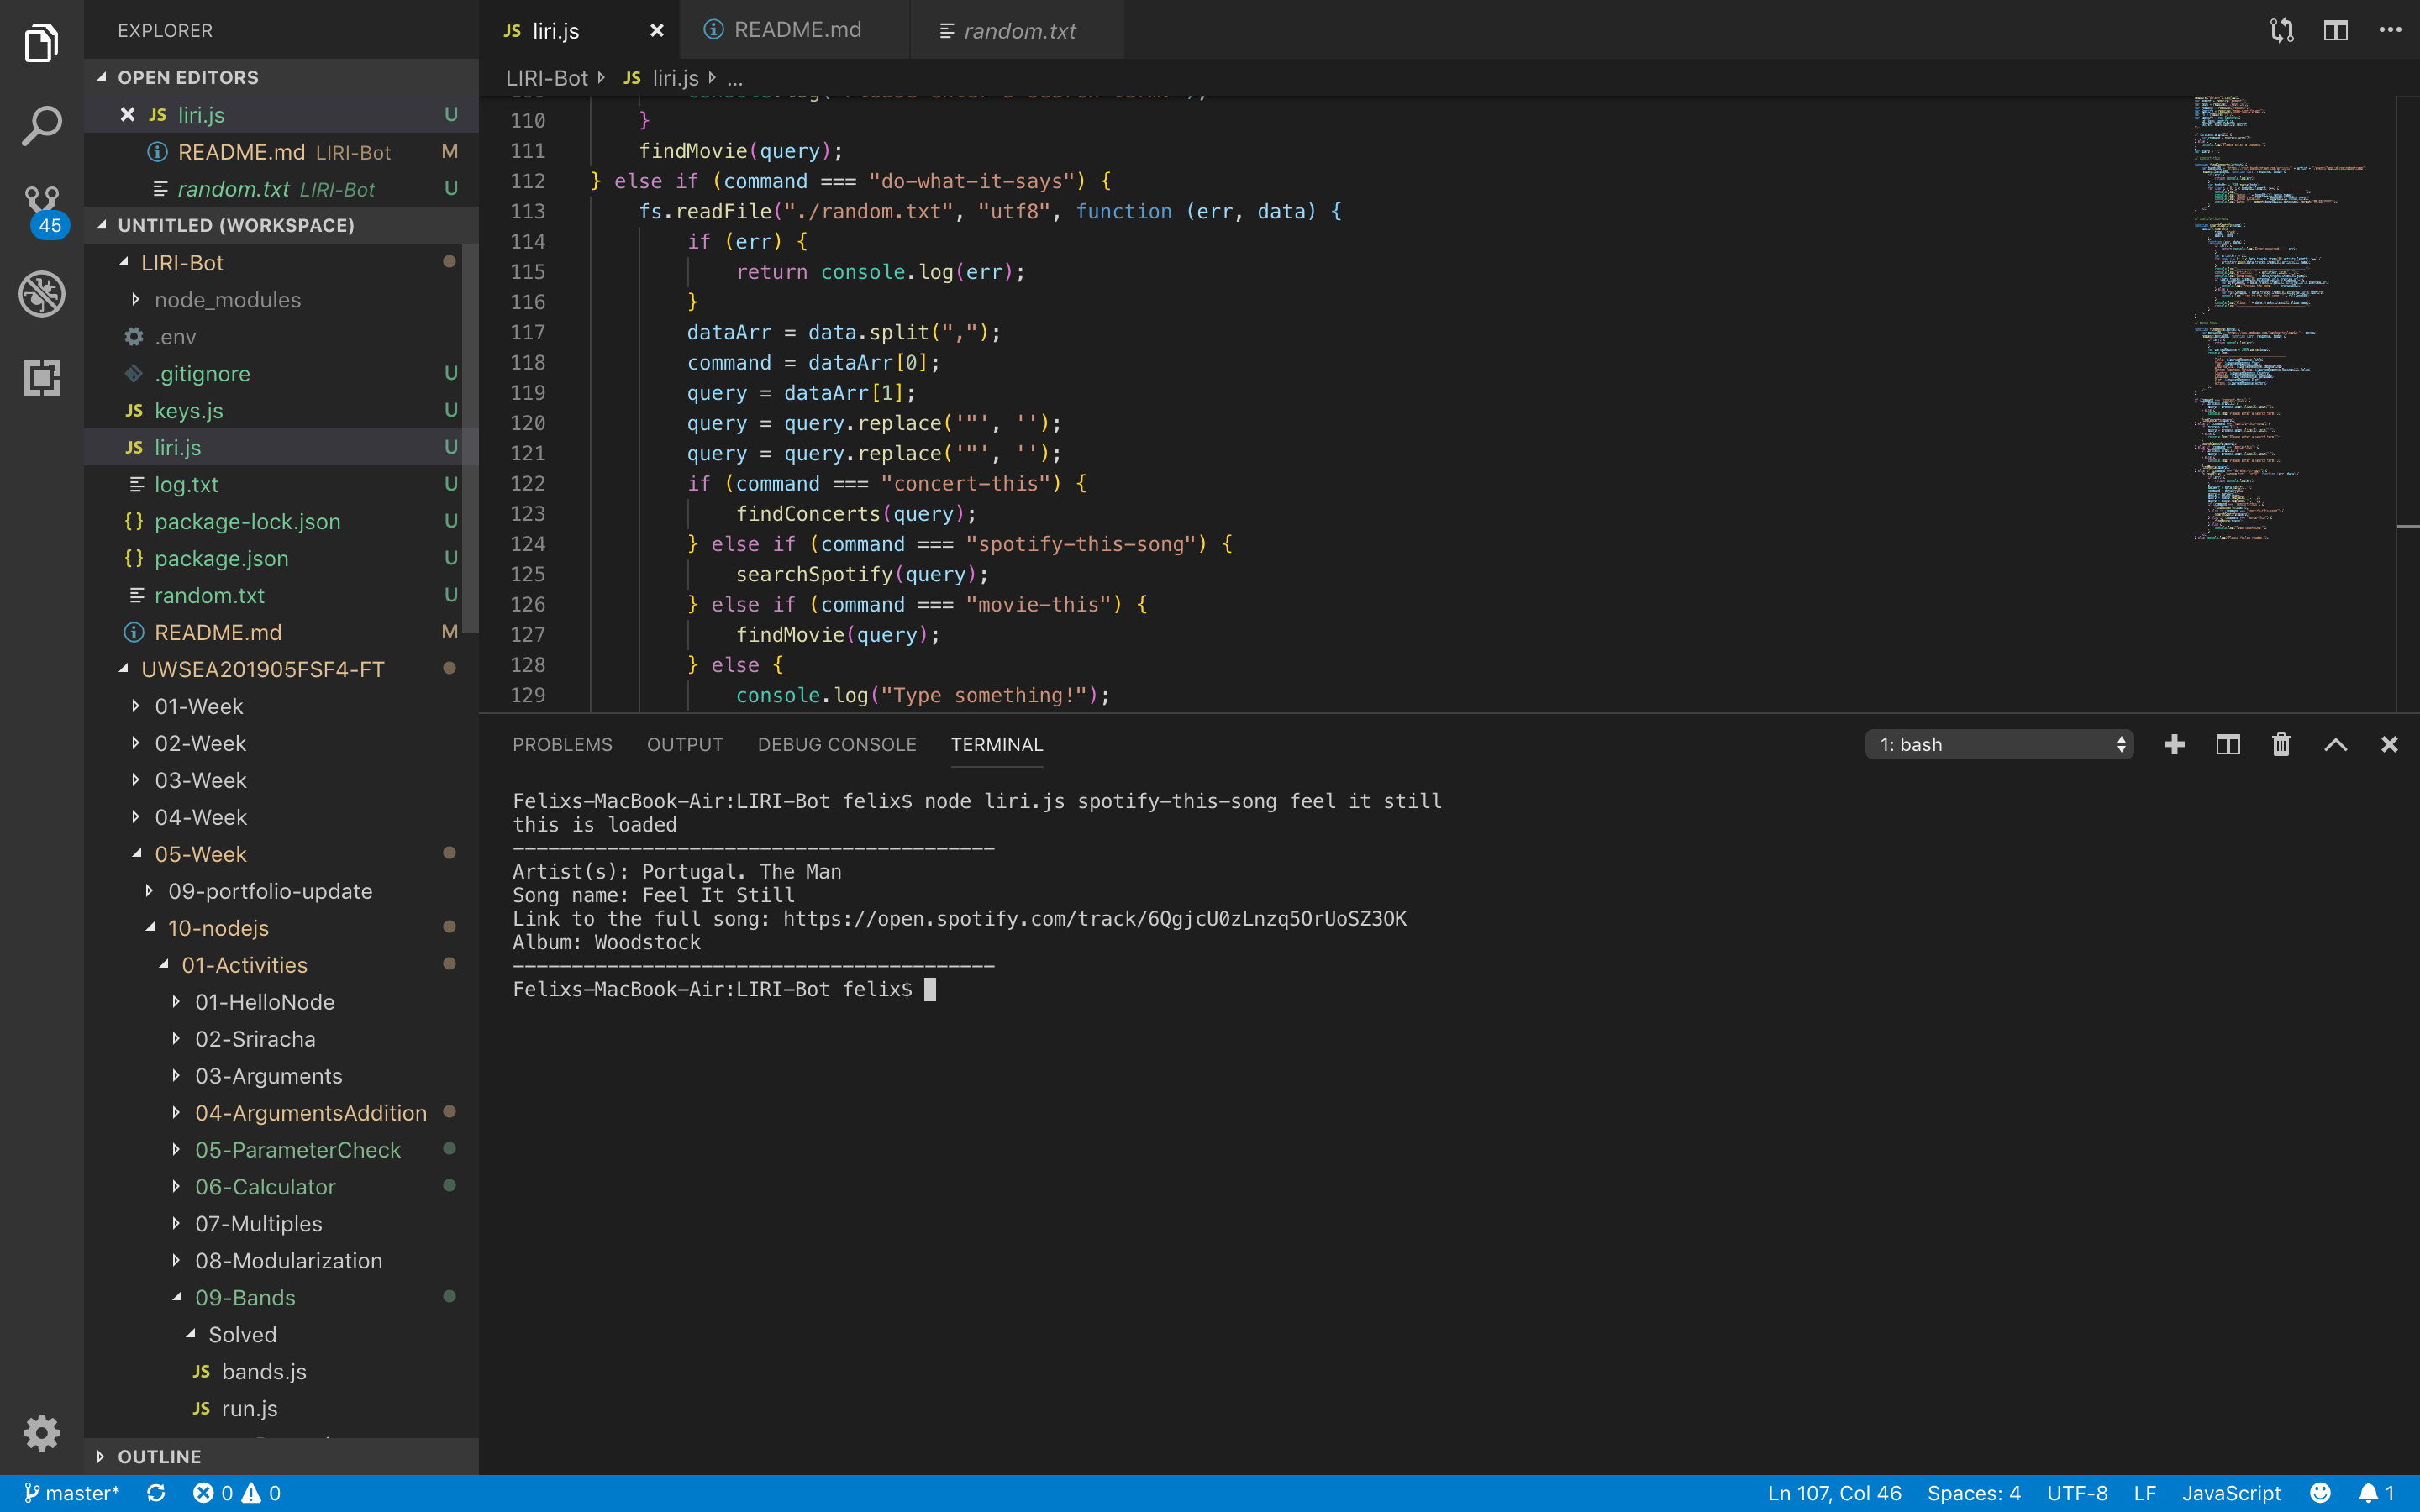 EXPLORER
OPEN EDITORS
JS liri.js U
README.md LIRI-Bot M
random.txt LIRI-Bot U
45
UNTITLED (WORKSPACE)
LIRI-Bot
node_modules
.env
.gitignore U
JS keys.js U
JS liri.js U
log.txt U
{} package-lock.json U
{} package.json U
random.txt U
README.md M
UWSEA201905FSF4-FT
01-Week
02-Week
03-Week
04-Week
05-Week
09-portfolio-update
10-nodejs
01-Activities
01-HelloNode
02-Sriracha
03-Arguments
04-ArgumentsAddition
05-ParameterCheck
06-Calculator
07-Multiples
08-Modularization
09-Bands
Solved
JS bands.js
JS run.js
OUTLINE
JS liri.js README.md random.txt
LIRI-Bot JS liri.js ...
110 }
111 findMovie(query);
112 } else if (command === "do-what-it-says") {
113 fs.readFile("./random.txt", "utf8", function (err, data) {
114 if (err) {
115 return console.log(err);
116 }
117 dataArr = data.split(",");
118 command = dataArr[0];
119 query = dataArr[1];
120 query = query.replace('"', '');
121 query = query.replace('"', '');
122 if (command === "concert-this") {
123 findConcerts(query);
124 } else if (command === "spotify-this-song") {
125 searchSpotify(query);
126 } else if (command === "movie-this") {
127 findMovie(query);
128 } else {
129 console.log("Type something!");
PROBLEMS OUTPUT DEBUG CONSOLE TERMINAL 1: bash
Felixs-MacBook-Air:LIRI-Bot felix$ node liri.js spotify-this-song feel it still
this is loaded
-----------------------------------------
Artist(s): Portugal. The Man
Song name: Feel It Still
Link to the full song: https://open.spotify.com/track/6QgjcU0zLnzq5OrUoSZ3OK
Album: Woodstock
-----------------------------------------
Felixs-MacBook-Air:LIRI-Bot felix$
master* 0 0 Ln 107, Col 46 Spaces: 4 UTF-8 LF JavaScript 1